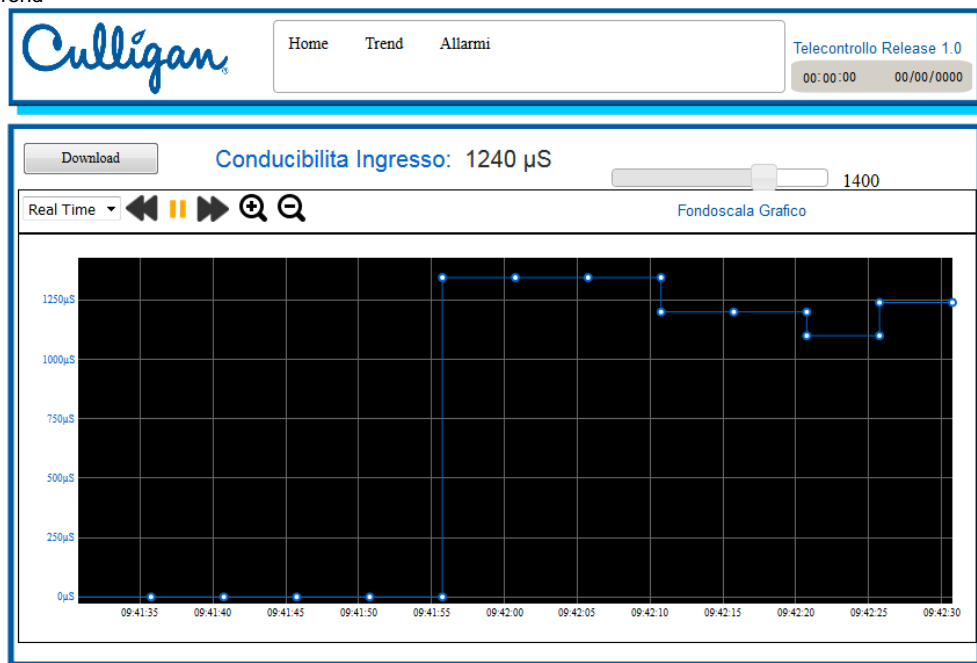 Culligan®
Home Trend Allarmi
Telecontrollo Release 1.0
00:00:00 00/00/0000
Download
Conducibilita Ingresso: 1240 µS
1400
Real Time
Fondoscala Grafico
1250µS
1000µS
750µS
500µS
250µS
0µS
09:41:35 09:41:40 09:41:45 09:41:50 09:41:55 09:42:00 09:42:05 09:42:10 09:42:15 09:42:20 09:42:25 09:42:30